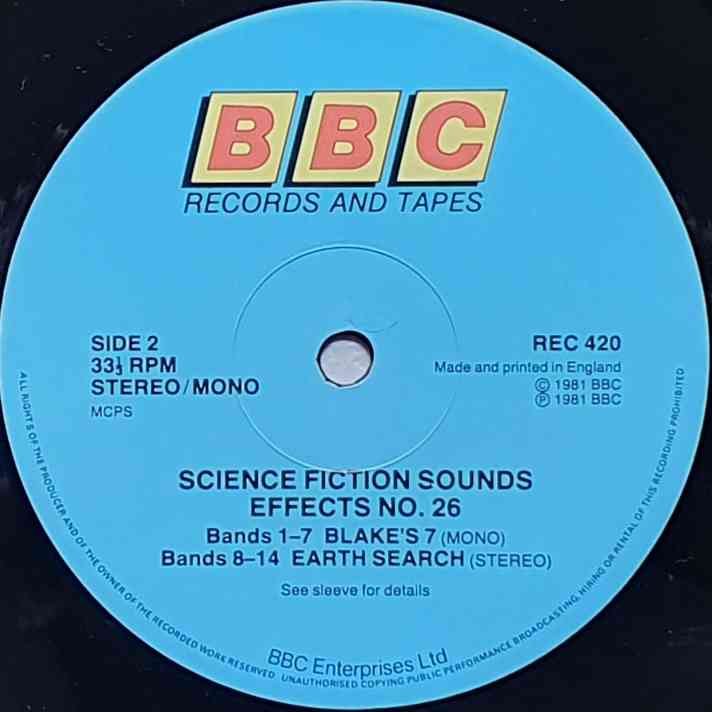 BBC
RECORDS AND TAPES
SIDE 2
33⅓ RPM
STEREO/MONO
MCPS
REC 420
Made and printed in England
© 1981 BBC
℗ 1981 BBC
SCIENCE FICTION SOUNDS
EFFECTS NO. 26
Bands 1–7 BLAKE'S 7 (MONO)
Bands 8–14 EARTH SEARCH (STEREO)
See sleeve for details
BBC Enterprises Ltd
ALL RIGHTS OF THE PRODUCER AND OF THE OWNER OF THE RECORDED WORK RESERVED UNAUTHORISED COPYING PUBLIC PERFORMANCE BROADCASTING, HIRING OR RENTAL OF THIS RECORDING PROHIBITED